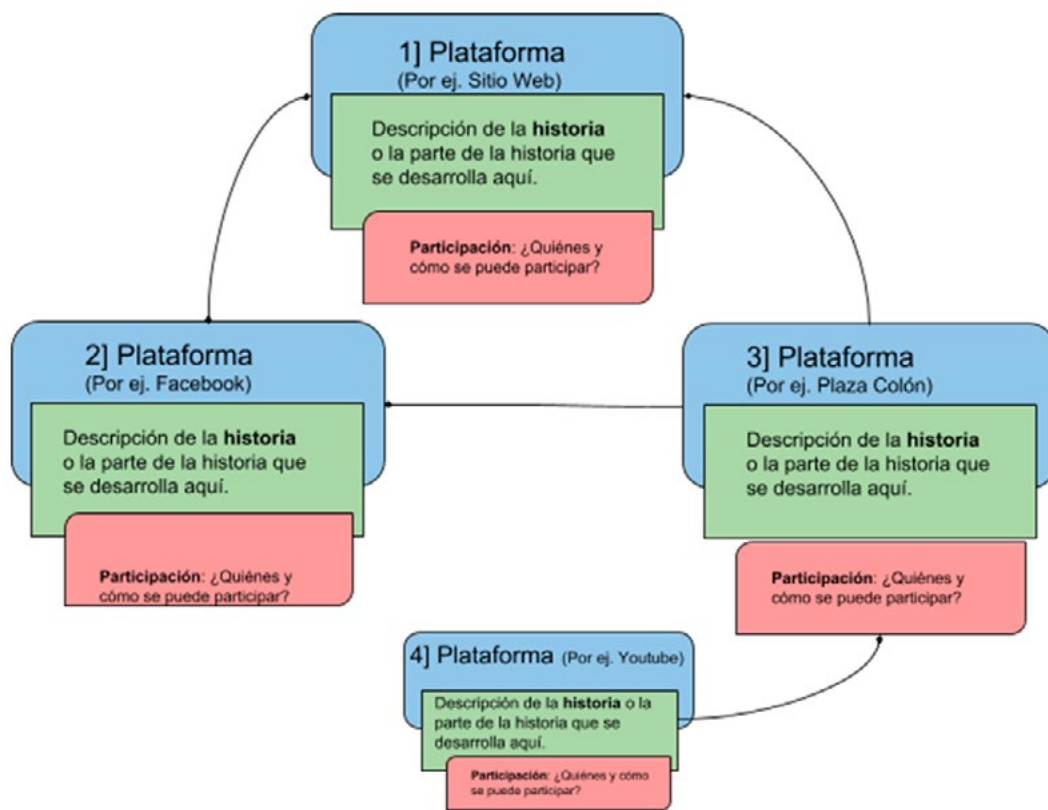 1] Plataforma
(Por ej. Sitio Web)
Descripción de la historia
o la parte de la historia que
se desarrolla aquí.
Participación: ¿Quiénes y
cómo se puede participar?
2] Plataforma
(Por ej. Facebook)
Descripción de la historia
o la parte de la historia que
se desarrolla aquí.
Participación: ¿Quiénes y
cómo se puede participar?
3] Plataforma
(Por ej. Plaza Colón)
Descripción de la historia
o la parte de la historia que
se desarrolla aquí.
Participación: ¿Quiénes y
cómo se puede participar?
4] Plataforma (Por ej. Youtube)
Descripción de la historia o la
parte de la historia que se
desarrolla aquí.
Participación: ¿Quiénes y cómo
se puede participar?